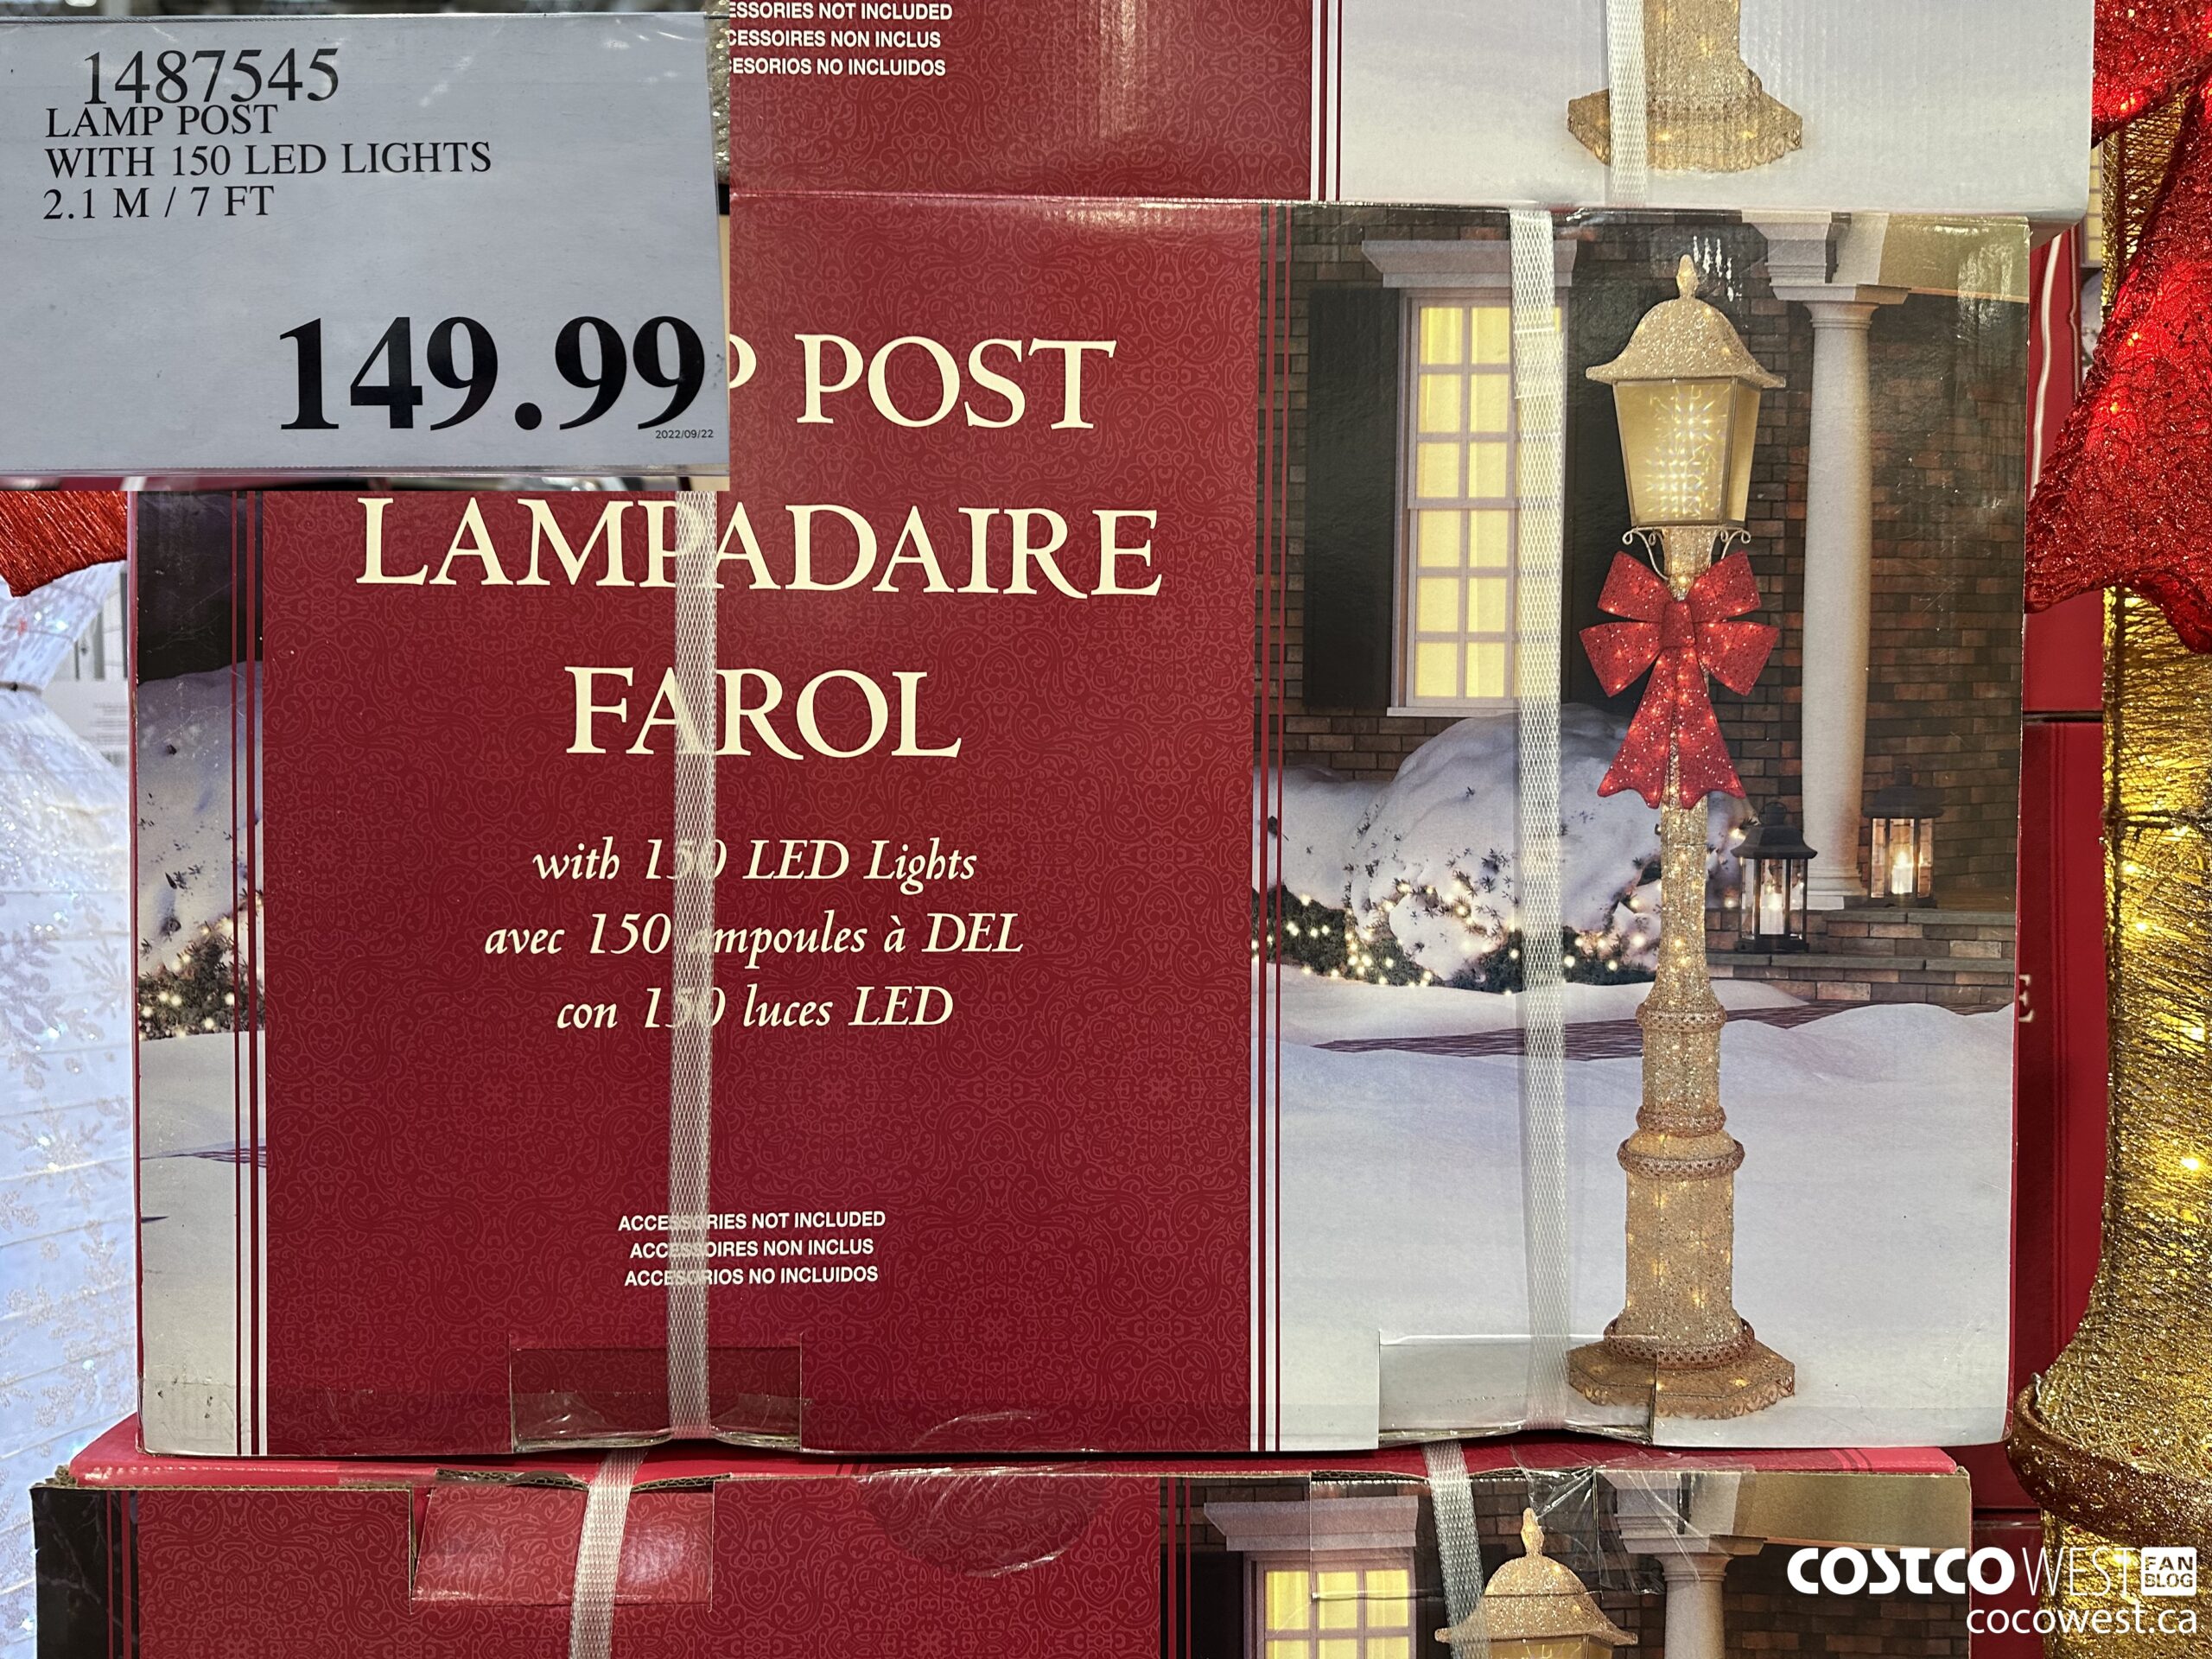 1487545
LAMP POST
WITH 150 LED LIGHTS
2.1 M / 7 FT
149.99
2022/09/22
ESSORIES NOT INCLUDED
CESSOIRES NON INCLUS
ESORIOS NO INCLUIDOS
P POST
LAMPADAIRE
FAROL
with 150 LED Lights
avec 150 ampoules à DEL
con 150 luces LED
ACCESSORIES NOT INCLUDED
ACCESSOIRES NON INCLUS
ACCESORIOS NO INCLUIDOS
E
COSTCO WEST FAN BLOG
cocowest.ca